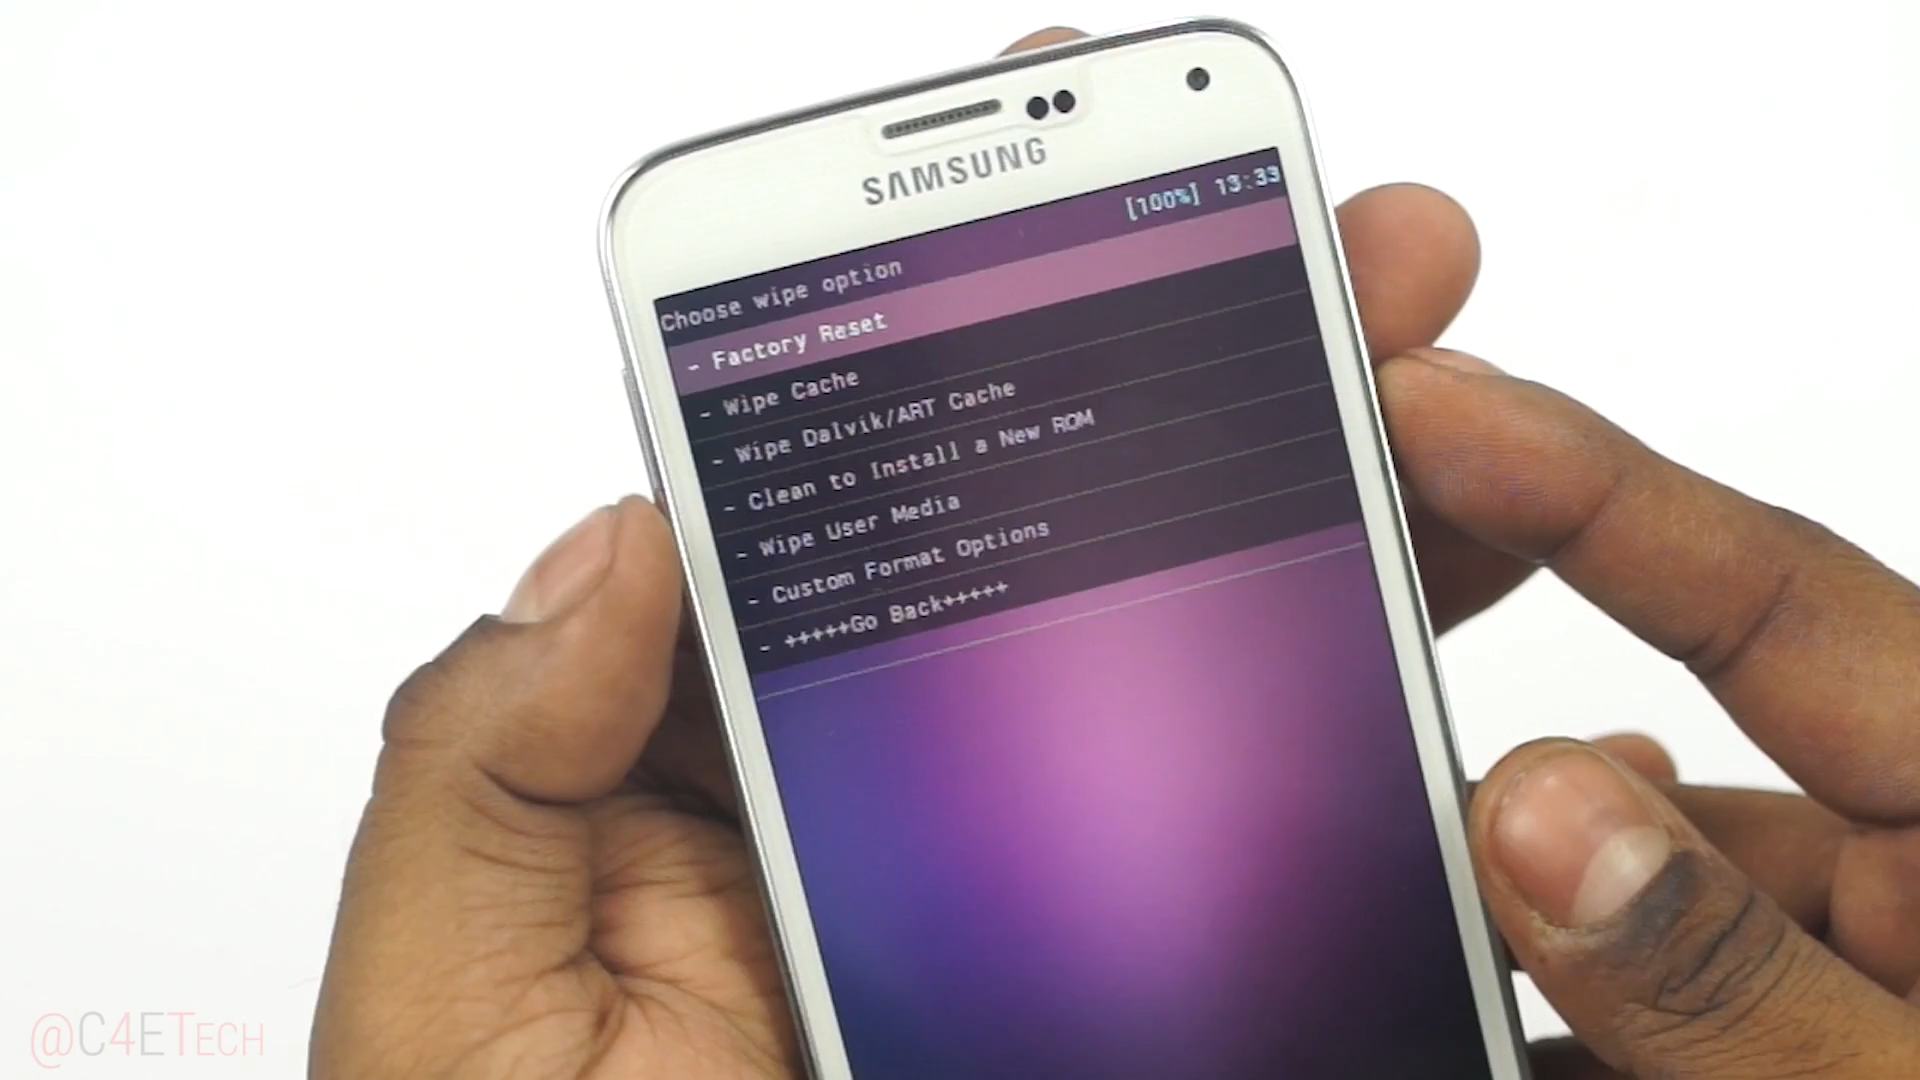 SAMSUNG
[100%] 13:33
Choose wipe option
- Factory Reset
- Wipe Cache
- Wipe Dalvik/ART Cache
- Clean to Install a New ROM
- Wipe User Media
- Custom Format Options
- +++++Go Back+++++
@C4ETech